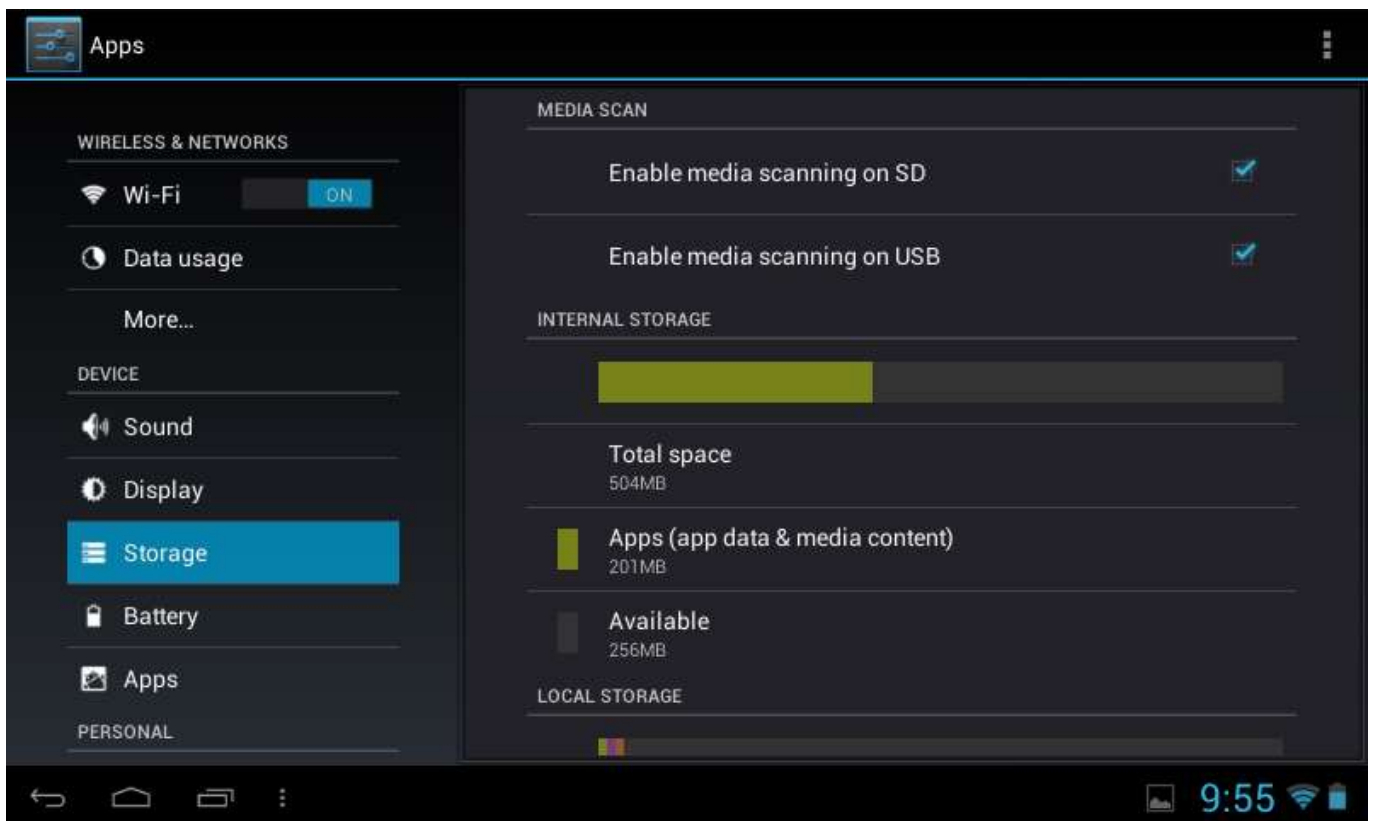 Apps
WIRELESS & NETWORKS
Wi-Fi ON
Data usage
More...
DEVICE
Sound
Display
Storage
Battery
Apps
PERSONAL
MEDIA SCAN
Enable media scanning on SD
Enable media scanning on USB
INTERNAL STORAGE
Total space
504MB
Apps (app data & media content)
201MB
Available
256MB
LOCAL STORAGE
9:55